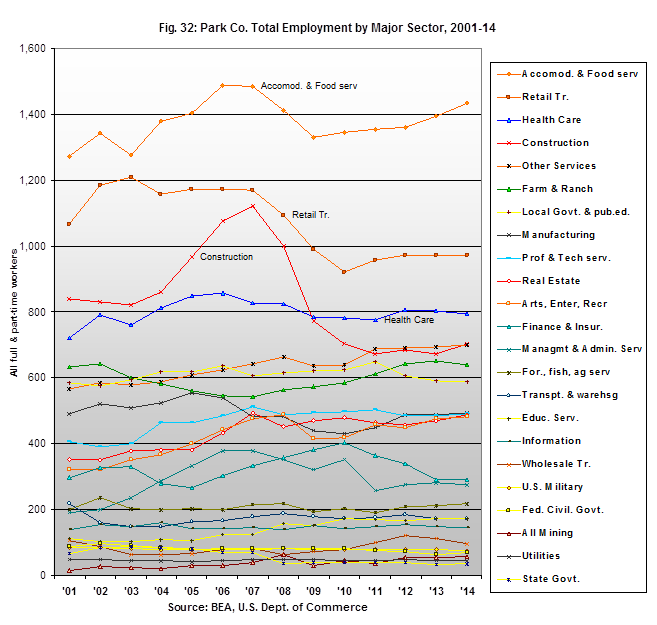 Fig. 32: Park Co. Total Employment by Major Sector, 2001-14
All full & part-time workers
1,600
1,400
1,200
1,000
800
600
400
200
0
Accomod. & Food serv
Retail Tr.
Construction
Health Care
'01 '02 '03 '04 '05 '06 '07 '08 '09 '10 '11 '12 '13 '14
Source: BEA, U.S. Dept. of Commerce
Accomod. & Food serv
Retail Tr.
Health Care
Construction
Other Services
Farm & Ranch
Local Govt. & pub.ed.
Manufacturing
Prof & Tech serv.
Real Estate
Arts, Enter, Recr
Finance & Insur.
Managmt & Admin. Serv
For., fish, ag serv
Transpt. & warehsg
Educ. Serv.
Information
Wholesale Tr.
U.S. Military
Fed. Civil. Govt.
All Mining
Utilities
State Govt.